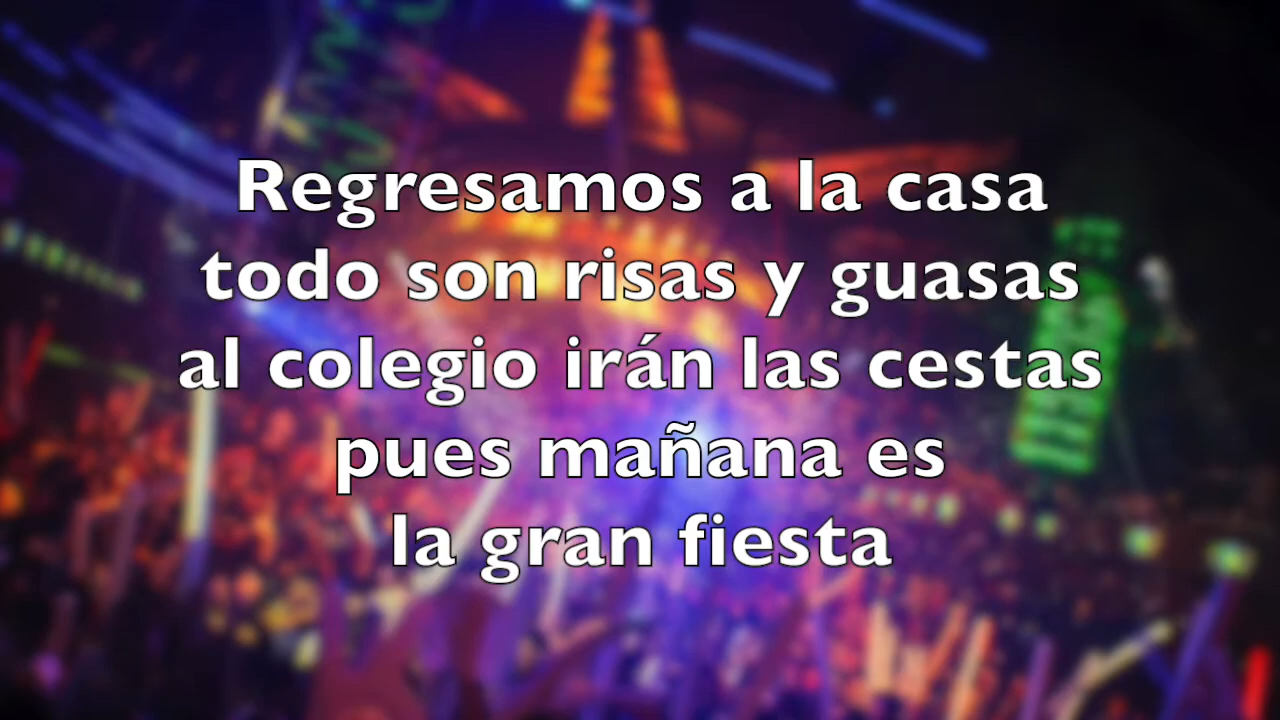 Regresamos a la casa
todo son risas y guasas
al colegio irán las cestas
pues mañana es
la gran fiesta